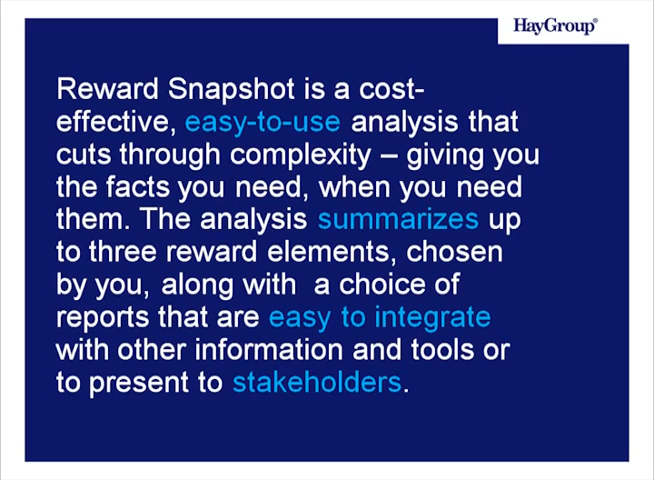 HayGroup®
Reward Snapshot is a cost-
effective, easy-to-use analysis that
cuts through complexity – giving you
the facts you need, when you need
them. The analysis summarizes up
to three reward elements, chosen
by you, along with  a choice of
reports that are easy to integrate
with other information and tools or
to present to stakeholders.